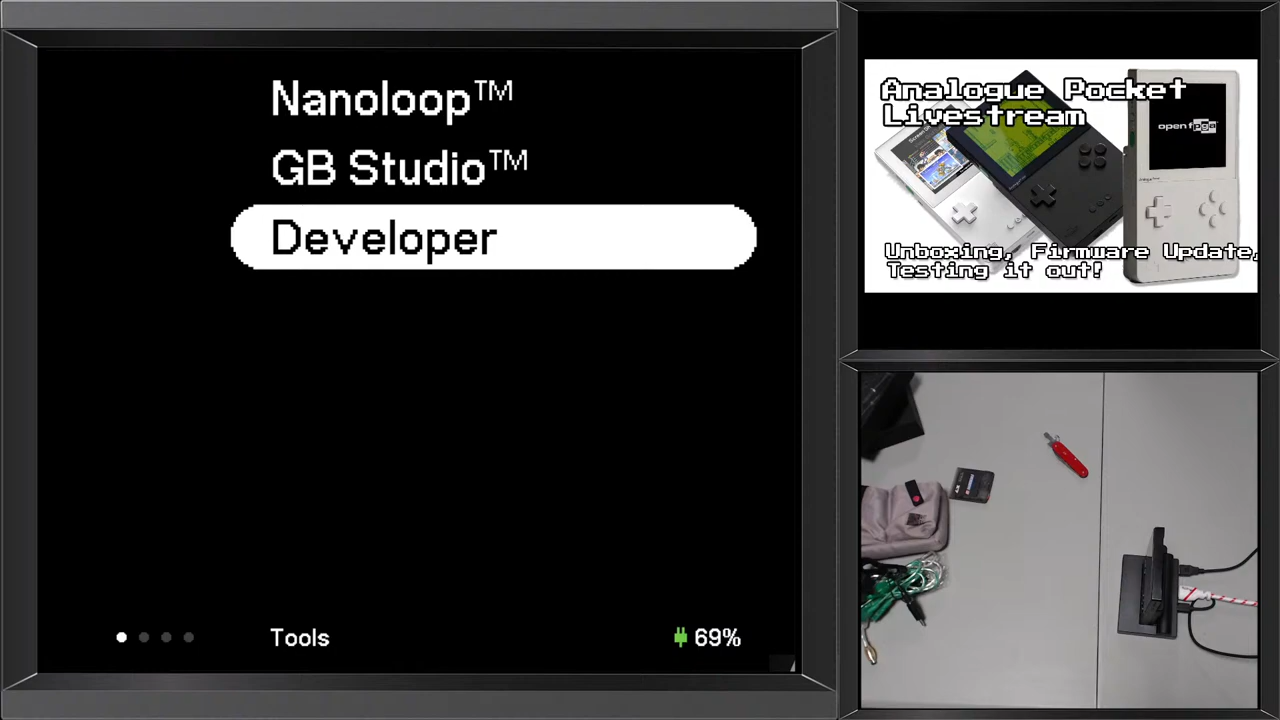 Nanoloop™
GB Studio™
Developer
Tools
69%
Analogue Pocket
Livestream
openfpga
Unboxing, Firmware Update,
Testing it out!